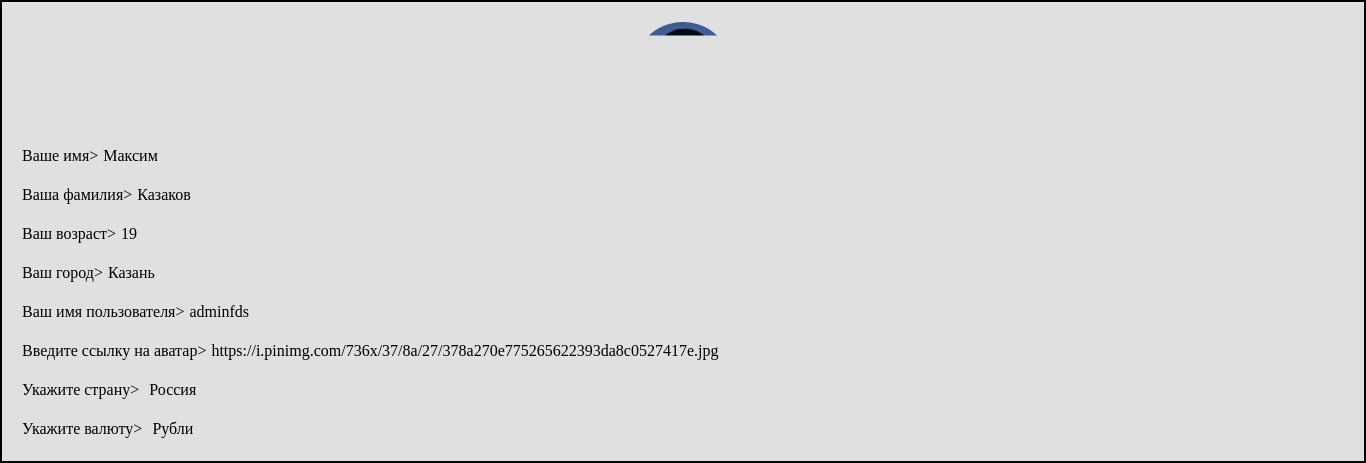 Ваше имя> Максим
Ваша фамилия> Казаков
Ваш возраст> 19
Ваш город> Казань
Ваш имя пользователя> adminfds
Введите ссылку на аватар> https://i.pinimg.com/736x/37/8a/27/378a270e775265622393da8c0527417e.jpg
Укажите страну> Россия
Укажите валюту> Рубли